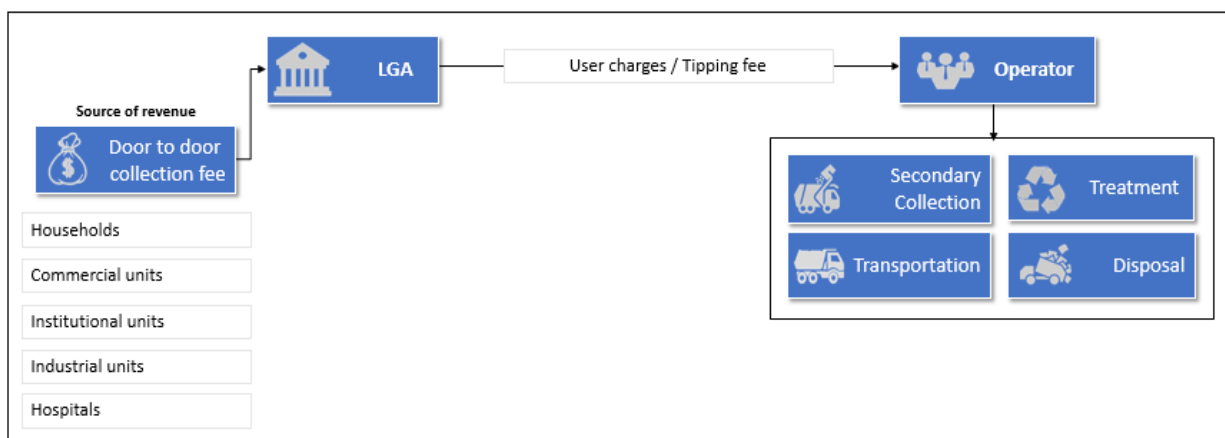 LGA
User charges / Tipping fee
Operator
Source of revenue
$
Door to door
collection fee
Households
Commercial units
Institutional units
Industrial units
Hospitals
Secondary
Collection
Treatment
Transportation
Disposal